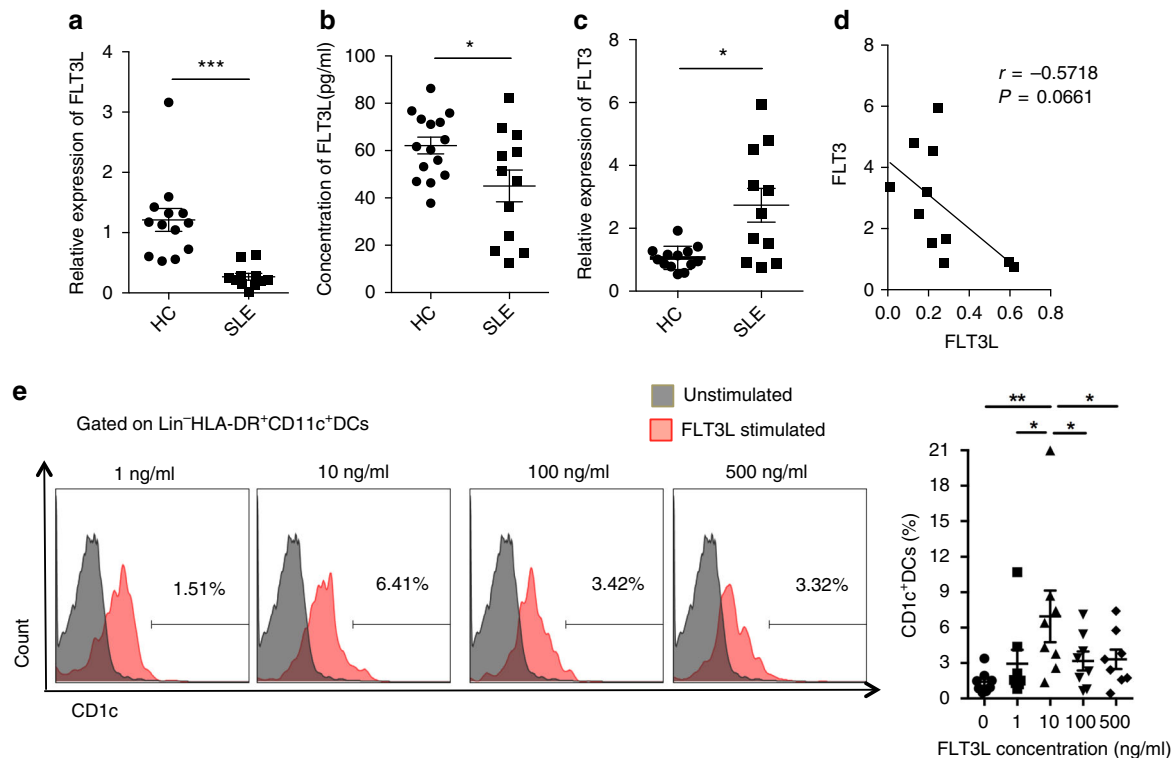 a
Relative expression of FLT3L
4
3
2
1
0
***
HC
SLE
b
Concentration of FLT3L(pg/ml)
100
80
60
40
20
0
*
HC
SLE
c
Relative expression of FLT3
8
6
4
2
0
*
HC
SLE
d
FLT3
8
6
4
2
0
r = −0.5718
P = 0.0661
0.0 0.2 0.4 0.6 0.8
FLT3L
e
Gated on Lin⁻HLA-DR⁺CD11c⁺DCs
Unstimulated
FLT3L stimulated
1 ng/ml
10 ng/ml
100 ng/ml
500 ng/ml
1.51%
6.41%
3.42%
3.32%
Count
CD1c
** *
* *
CD1c⁺DCs (%)
21
18
15
12
9
6
3
0
0 1 10 100 500
FLT3L concentration (ng/ml)